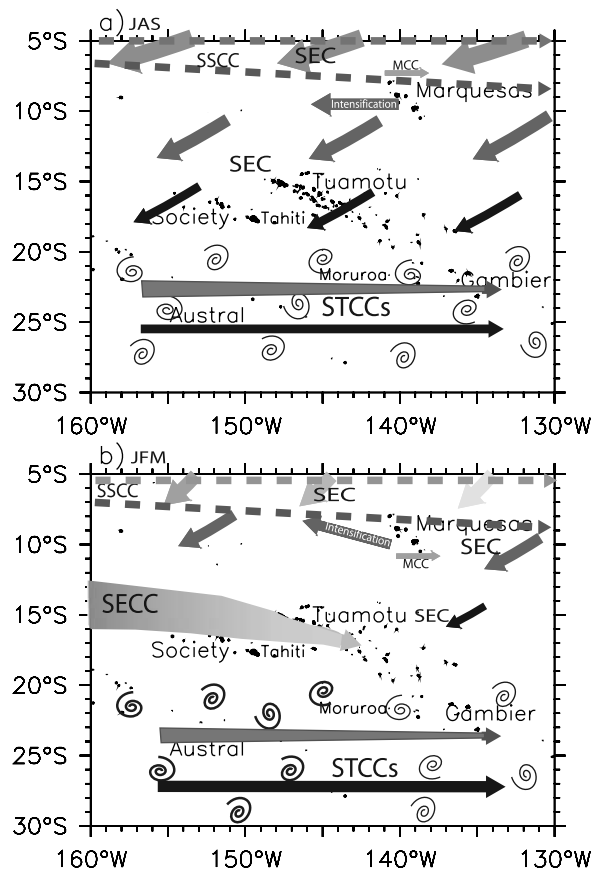 a) JAS
5°S
SSCC
SEC
MCC
Marquesas
10°S
Intensification
SEC
15°S
Tuamotu
Society
Tahiti
20°S
Moruroa
Gambier
Austral
STCCs
25°S
30°S
160°W 150°W 140°W 130°W
b) JFM
5°S
SSCC
SEC
Marquesas
Intensification
SEC
10°S
MCC
SECC
15°S
Tuamotu
SEC
Society
Tahiti
20°S
Moruroa
Gambier
Austral
25°S
STCCs
30°S
160°W 150°W 140°W 130°W